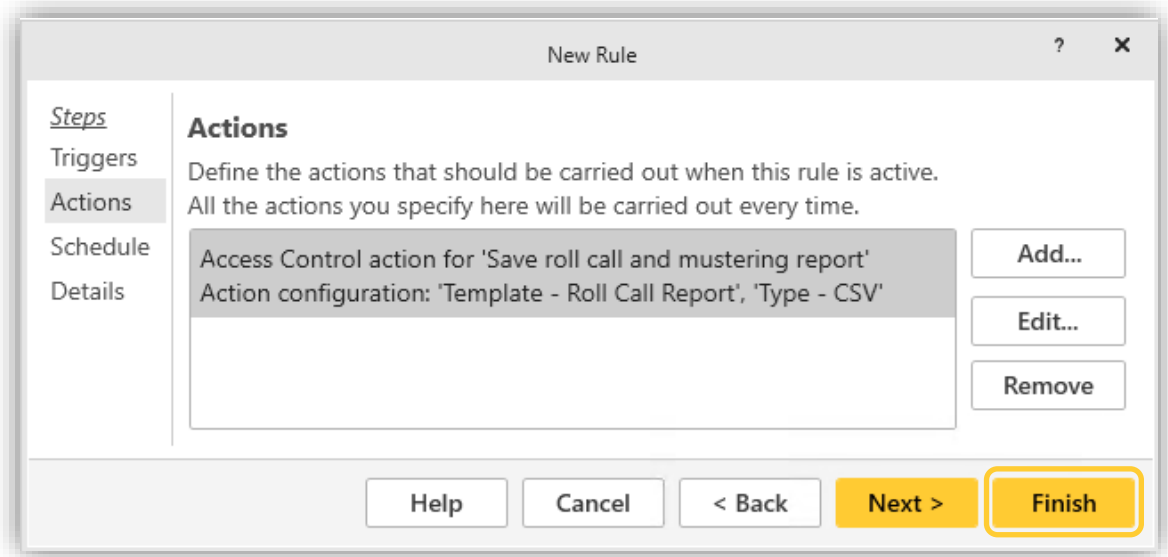 New Rule
?
×
Steps
Triggers
Actions
Schedule
Details
Actions
Define the actions that should be carried out when this rule is active.
All the actions you specify here will be carried out every time.
Access Control action for 'Save roll call and mustering report'
Action configuration: 'Template - Roll Call Report', 'Type - CSV'
Add...
Edit...
Remove
Help
Cancel
< Back
Next >
Finish